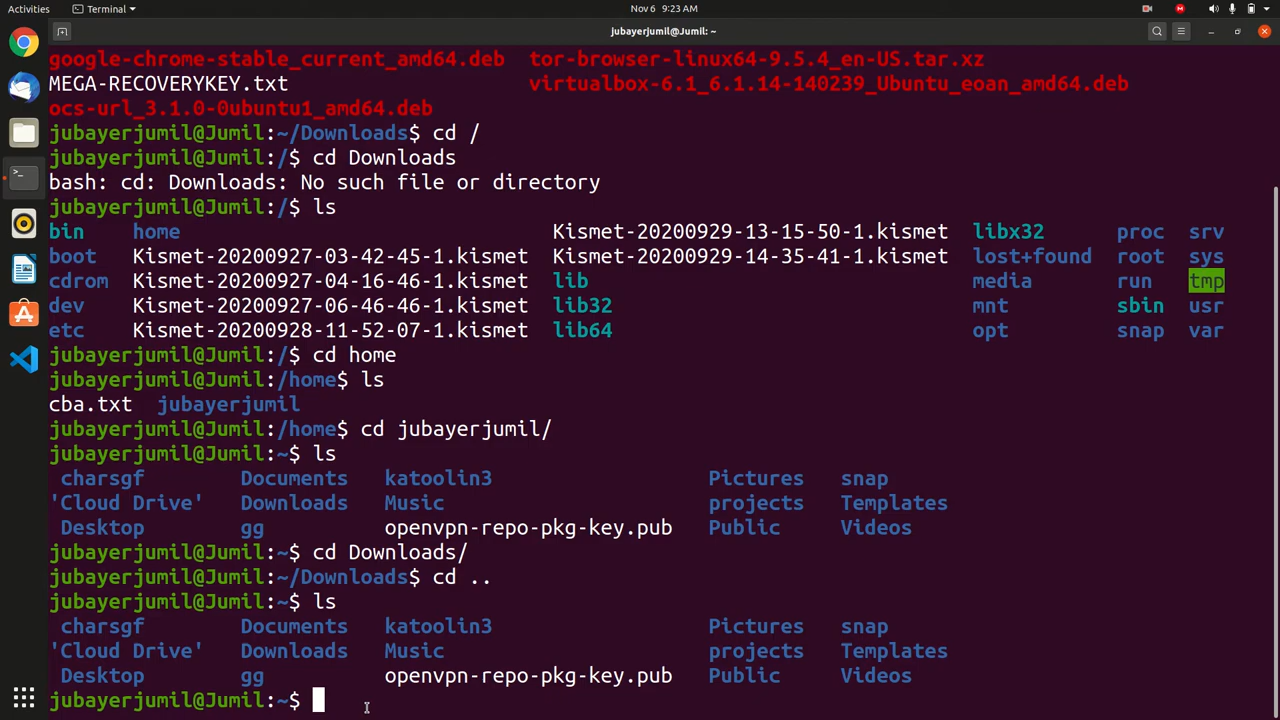 Activities Terminal Nov 6 9:23 AM
jubayerjumil@Jumil: ~
google-chrome-stable_current_amd64.deb tor-browser-linux64-9.5.4_en-US.tar.xz
MEGA-RECOVERYKEY.txt virtualbox-6.1_6.1.14-140239_Ubuntu_eoan_amd64.deb
ocs-url_3.1.0-0ubuntu1_amd64.deb
jubayerjumil@Jumil:~/Downloads$ cd /
jubayerjumil@Jumil:/$ cd Downloads
bash: cd: Downloads: No such file or directory
jubayerjumil@Jumil:/$ ls
bin home Kismet-20200929-13-15-50-1.kismet libx32 proc srv
boot Kismet-20200927-03-42-45-1.kismet Kismet-20200929-14-35-41-1.kismet lost+found root sys
cdrom Kismet-20200927-04-16-46-1.kismet lib media run tmp
dev Kismet-20200927-06-46-46-1.kismet lib32 mnt sbin usr
etc Kismet-20200928-11-52-07-1.kismet lib64 opt snap var
jubayerjumil@Jumil:/$ cd home
jubayerjumil@Jumil:/home$ ls
cba.txt jubayerjumil
jubayerjumil@Jumil:/home$ cd jubayerjumil/
jubayerjumil@Jumil:~$ ls
charsgf Documents katoolin3 Pictures snap
'Cloud Drive' Downloads Music projects Templates
Desktop gg openvpn-repo-pkg-key.pub Public Videos
jubayerjumil@Jumil:~$ cd Downloads/
jubayerjumil@Jumil:~/Downloads$ cd ..
jubayerjumil@Jumil:~$ ls
charsgf Documents katoolin3 Pictures snap
'Cloud Drive' Downloads Music projects Templates
Desktop gg openvpn-repo-pkg-key.pub Public Videos
jubayerjumil@Jumil:~$